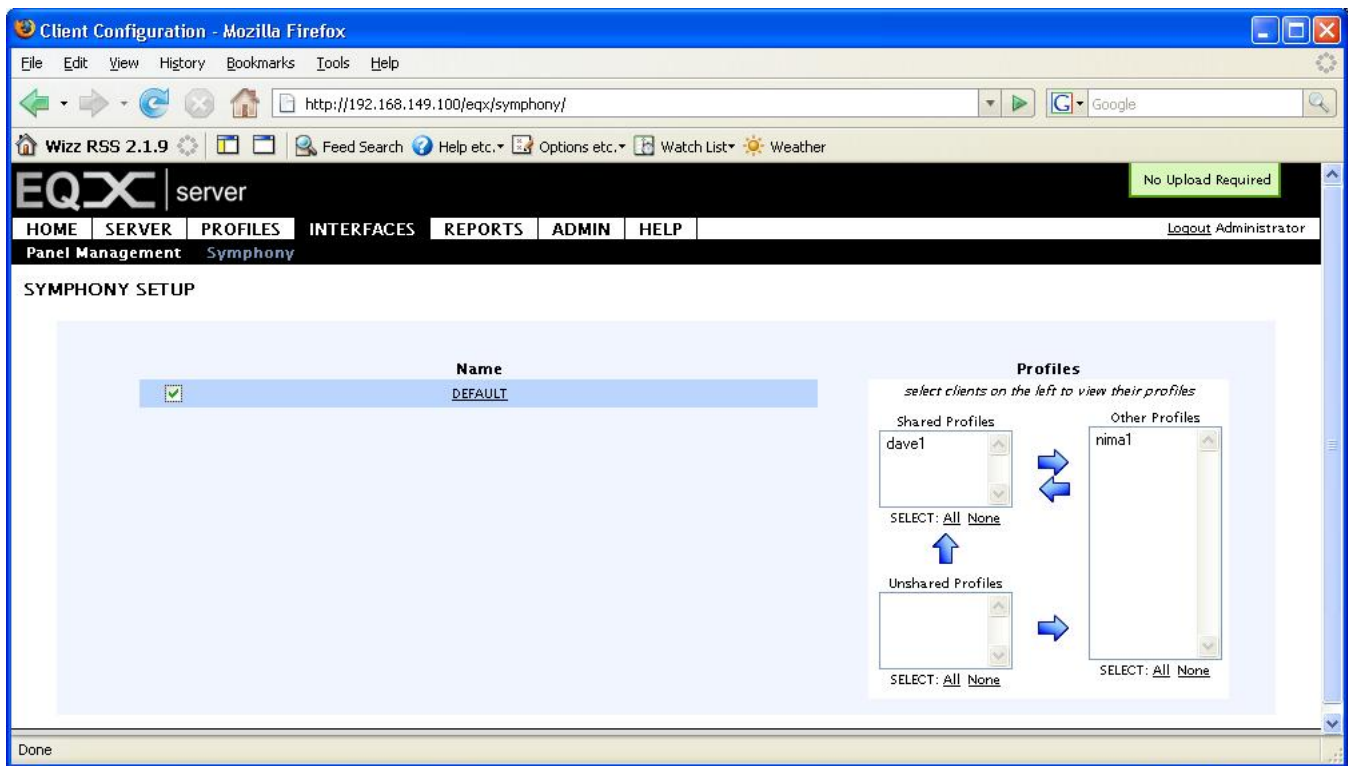 Client Configuration - Mozilla Firefox
File Edit View History Bookmarks Tools Help
http://192.168.149.100/eqx/symphony/
G Google
Wizz RSS 2.1.9 Feed Search Help etc. Options etc. Watch List Weather
EQX server
No Upload Required
HOME SERVER PROFILES INTERFACES REPORTS ADMIN HELP
Logout Administrator
Panel Management Symphony
SYMPHONY SETUP
Name
DEFAULT
Profiles
select clients on the left to view their profiles
Shared Profiles
dave1
SELECT: All None
Unshared Profiles
SELECT: All None
Other Profiles
nima1
SELECT: All None
Done